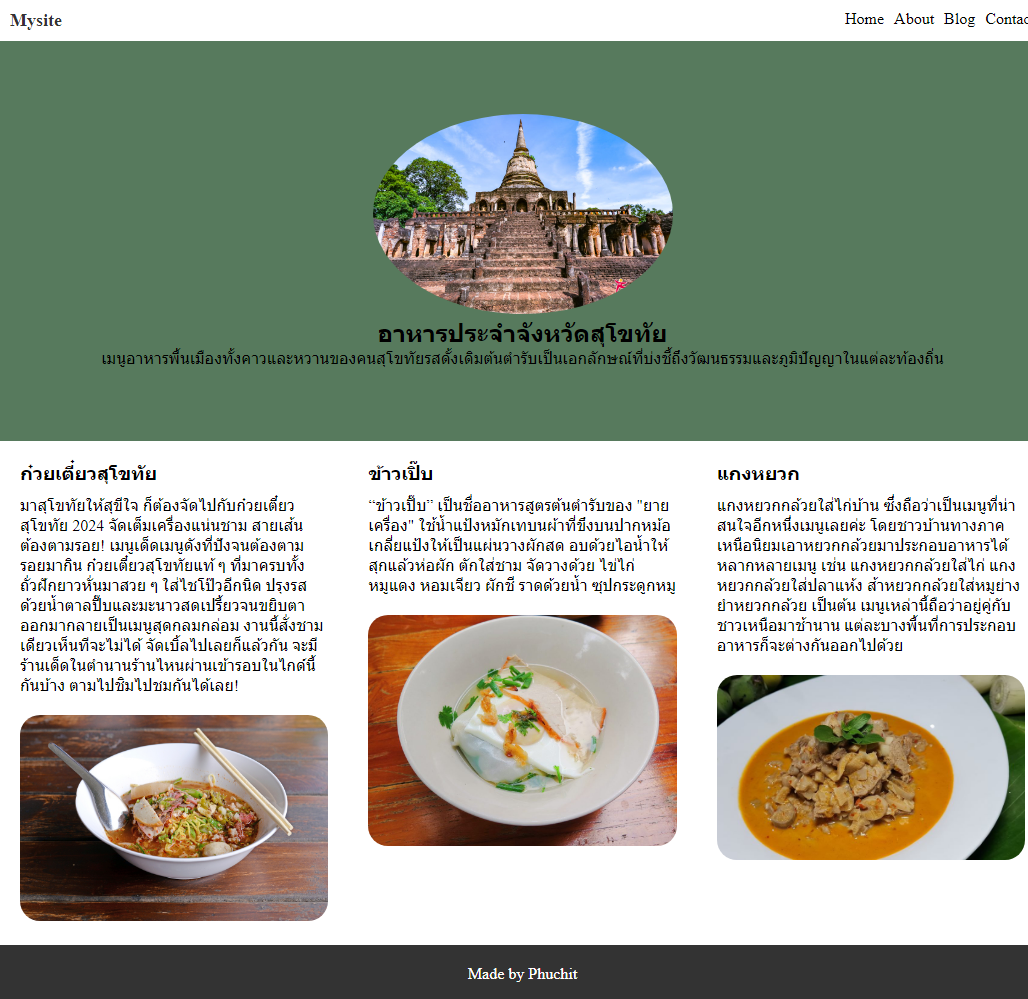 Mysite
Home About Blog Contac
อาหารประจำจังหวัดสุโขทัย
เมนูอาหารพื้นเมืองทั้งคาวและหวานของคนสุโขทัยรสดั้งเดิมต้นตำรับเป็นเอกลักษณ์ที่บ่งชี้ถึงวัฒนธรรมและภูมิปัญญาในแต่ละท้องถิ่น
ก๋วยเตี๋ยวสุโขทัย
มาสุโขทัยให้สุขีใจ ก็ต้องจัดไปกับก๋วยเตี๋ยว
สุโขทัย 2024 จัดเต็มเครื่องแน่นชาม สายเส้น
ต้องตามรอย! เมนูเด็ดเมนูดังที่ปังจนต้องตาม
รอยมากิน ก๋วยเตี๋ยวสุโขทัยแท้ ๆ ที่มาครบทั้ง
ถั่วฝักยาวหั่นมาสวย ๆ ใส่ไชโป๊วอีกนิด ปรุงรส
ด้วยน้ำตาลปี๊บและมะนาวสดเปรี้ยวจนขยิบตา
ออกมากลายเป็นเมนูสุดกลมกล่อม งานนี้สั่งชาม
เดียวเห็นทีจะไม่ได้ จัดเบิ้ลไปเลยก็แล้วกัน จะมี
ร้านเด็ดในตำนานร้านไหนผ่านเข้ารอบในไกด์นี้
กันบ้าง ตามไปชิมไปชมกันได้เลย!
ข้าวเปิ๊บ
“ข้าวเปิ๊บ” เป็นชื่ออาหารสูตรต้นตำรับของ "ยาย
เครื่อง" ใช้น้ำแป้งหมักเทบนผ้าที่ขึงบนปากหม้อ
เกลี่ยแป้งให้เป็นแผ่นวางผักสด อบด้วยไอน้ำให้
สุกแล้วห่อผัก ตักใส่ชาม จัดวางด้วย ไข่ไก่
หมูแดง หอมเจียว ผักชี ราดด้วยน้ำ ซุปกระดูกหมู
แกงหยวก
แกงหยวกกล้วยใส่ไก่บ้าน ซึ่งถือว่าเป็นเมนูที่น่า
สนใจอีกหนึ่งเมนูเลยค่ะ โดยชาวบ้านทางภาค
เหนือนิยมเอาหยวกกล้วยมาประกอบอาหารได้
หลากหลายเมนู เช่น แกงหยวกกล้วยใส่ไก่ แกง
หยวกกล้วยใส่ปลาแห้ง ส้าหยวกกล้วยใส่หมูย่าง
ยำหยวกกล้วย เป็นต้น เมนูเหล่านี้ถือว่าอยู่คู่กับ
ชาวเหนือมาช้านาน แต่ละบางพื้นที่การประกอบ
อาหารก็จะต่างกันออกไปด้วย
Made by Phuchit